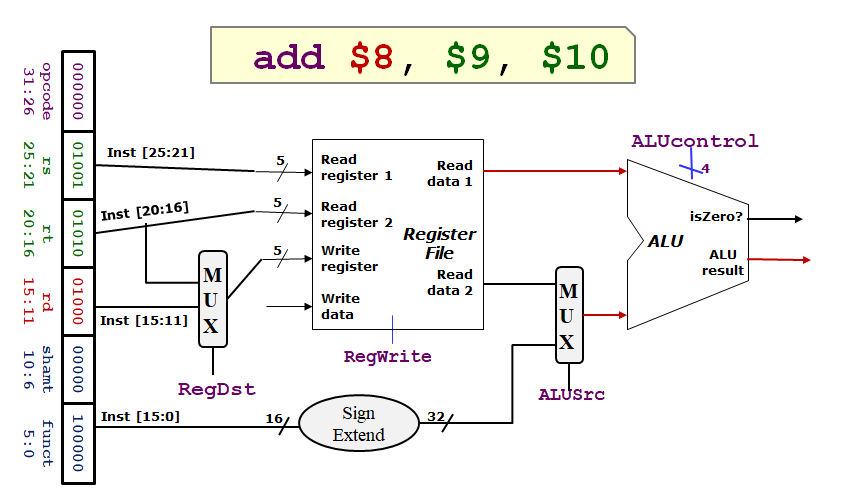 add $8, $9, $10
opcode
31:26
000000
rs
25:21
01001
rt
20:16
01010
rd
15:11
01000
shamt
10:6
00000
funct
5:0
100000
Inst [25:21]
Inst [20:16]
Inst [15:11]
Inst [15:0]
5
5
5
MUX
RegDst
Read
register 1
Read
register 2
Write
register
Write
data
Read
data 1
Register
File
Read
data 2
RegWrite
16
Sign
Extend
32
MUX
ALUSrc
ALUcontrol
4
ALU
isZero?
ALU
result